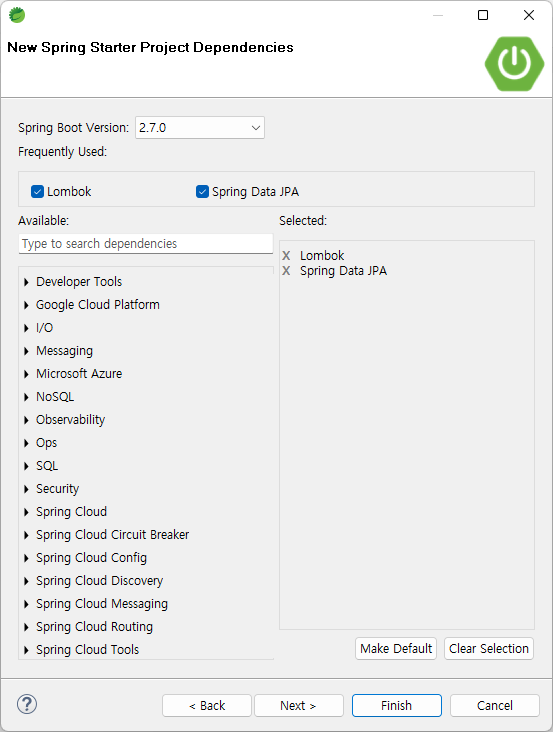 New Spring Starter Project Dependencies
Spring Boot Version: 2.7.0
Frequently Used:
Lombok Spring Data JPA
Available: Selected:
Type to search dependencies
X Lombok
X Spring Data JPA
Developer Tools
Google Cloud Platform
I/O
Messaging
Microsoft Azure
NoSQL
Observability
Ops
SQL
Security
Spring Cloud
Spring Cloud Circuit Breaker
Spring Cloud Config
Spring Cloud Discovery
Spring Cloud Messaging
Spring Cloud Routing
Spring Cloud Tools
Make Default Clear Selection
? < Back Next > Finish Cancel